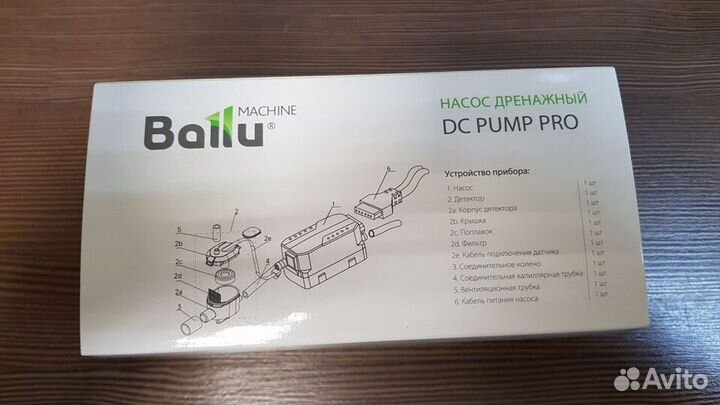 MACHINE
Ballu®
НАСОС ДРЕНАЖНЫЙ
DC PUMP PRO
Устройство прибора:
1. Насос 1 шт
2. Детектор 1 шт
2a. Корпус детектора 1 шт
2b. Крышка 1 шт
2c. Поплавок 1 шт
2d. Фильтр 1 шт
2e. Кабель подключения датчика 1 шт
3. Соединительное колено 1 шт
4. Соединительная капиллярная трубка 1 шт
5. Вентиляционная трубка 1 шт
6. Кабель питания насоса 1 шт
6
1
2
5
2b
2e
2c
4
2d
2a
3
Avito